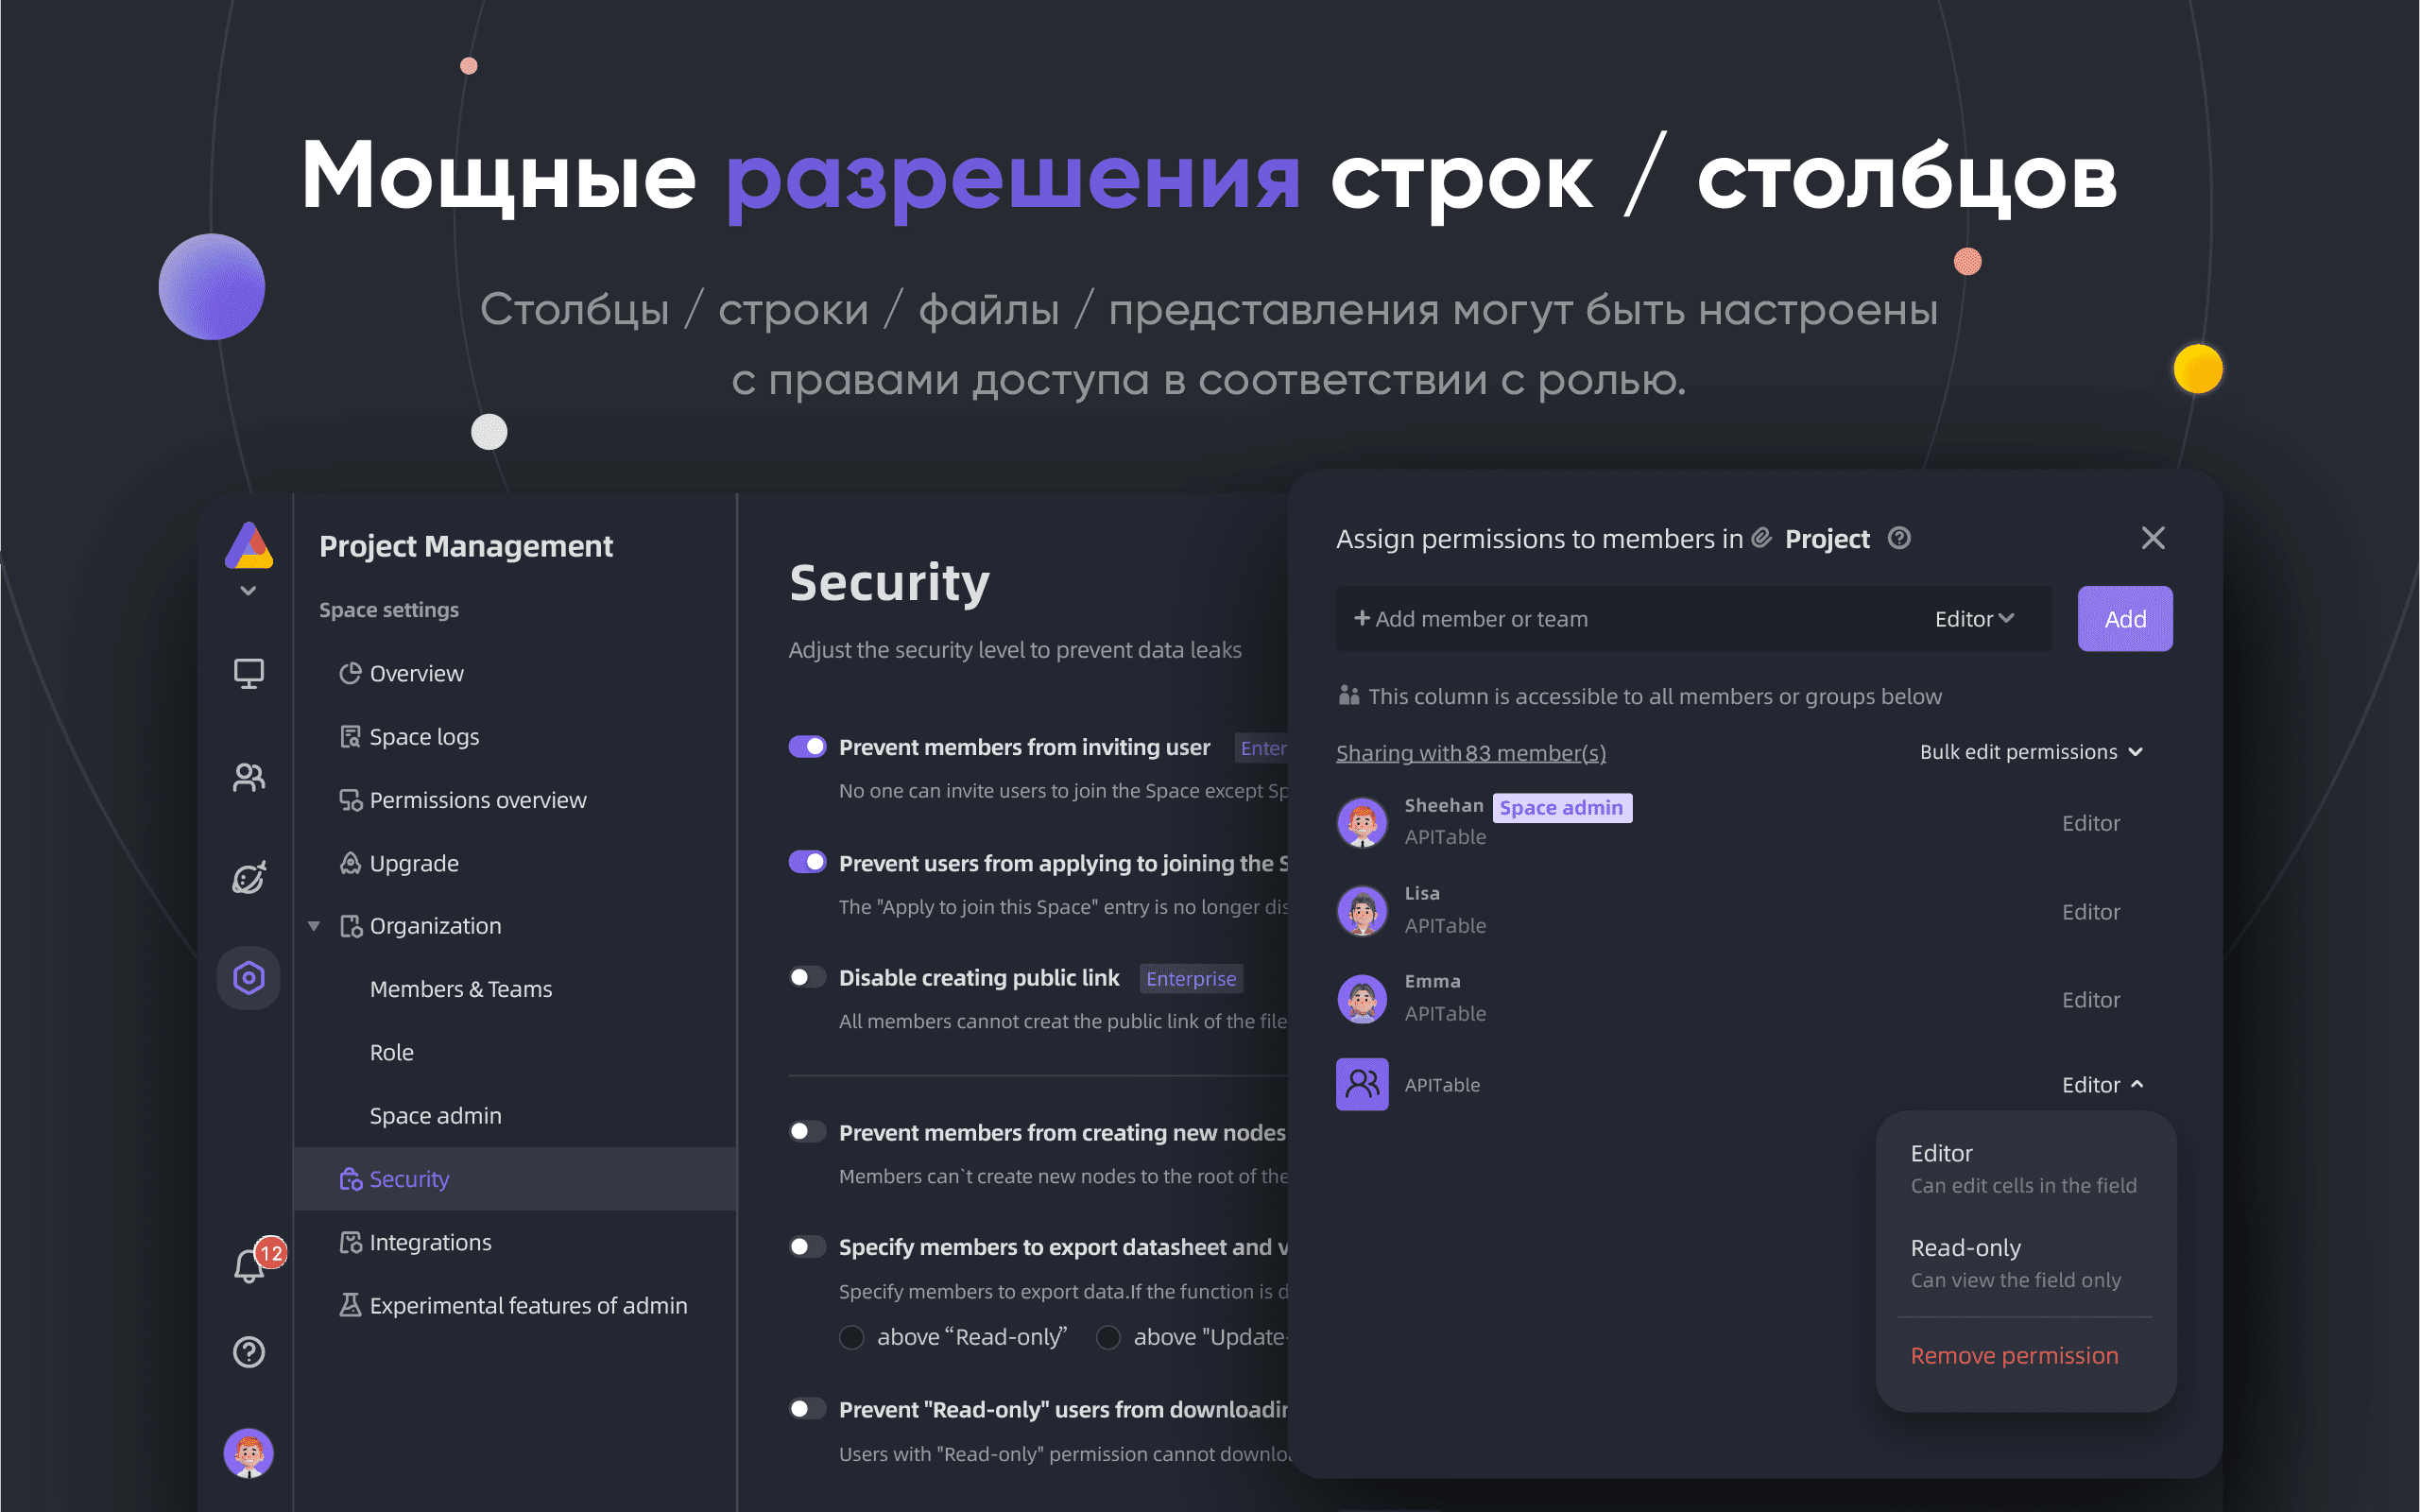 Мощные разрешения строк / столбцов
Столбцы / строки / файлы / представления могут быть настроены
с правами доступа в соответствии с ролью.
Project Management
Space settings
Overview
Space logs
Permissions overview
Upgrade
Organization
Members & Teams
Role
Space admin
Security
Integrations
Experimental features of admin
12
Security
Adjust the security level to prevent data leaks
Prevent members from inviting user
No one can invite users to join the Space except
Prevent users from applying to joining the
The "Apply to join this Space" entry is no longer
Disable creating public link Enterprise
All members cannot creat the public link of the file
Prevent members from creating new nodes
Members can`t create new nodes to the root of the
Specify members to export datasheet and
Specify members to export data.If the function is
above “Read-only” above "Update-
Prevent "Read-only" users from
Users with "Read-only" permission cannot
Assign permissions to members in Project
+ Add member or team Editor Add
This column is accessible to all members or groups below
Sharing with 83 member(s) Bulk edit permissions
Sheehan Space admin
APITable Editor
Lisa
APITable Editor
Emma
APITable Editor
APITable Editor
Editor
Can edit cells in the field
Read-only
Can view the field only
Remove permission